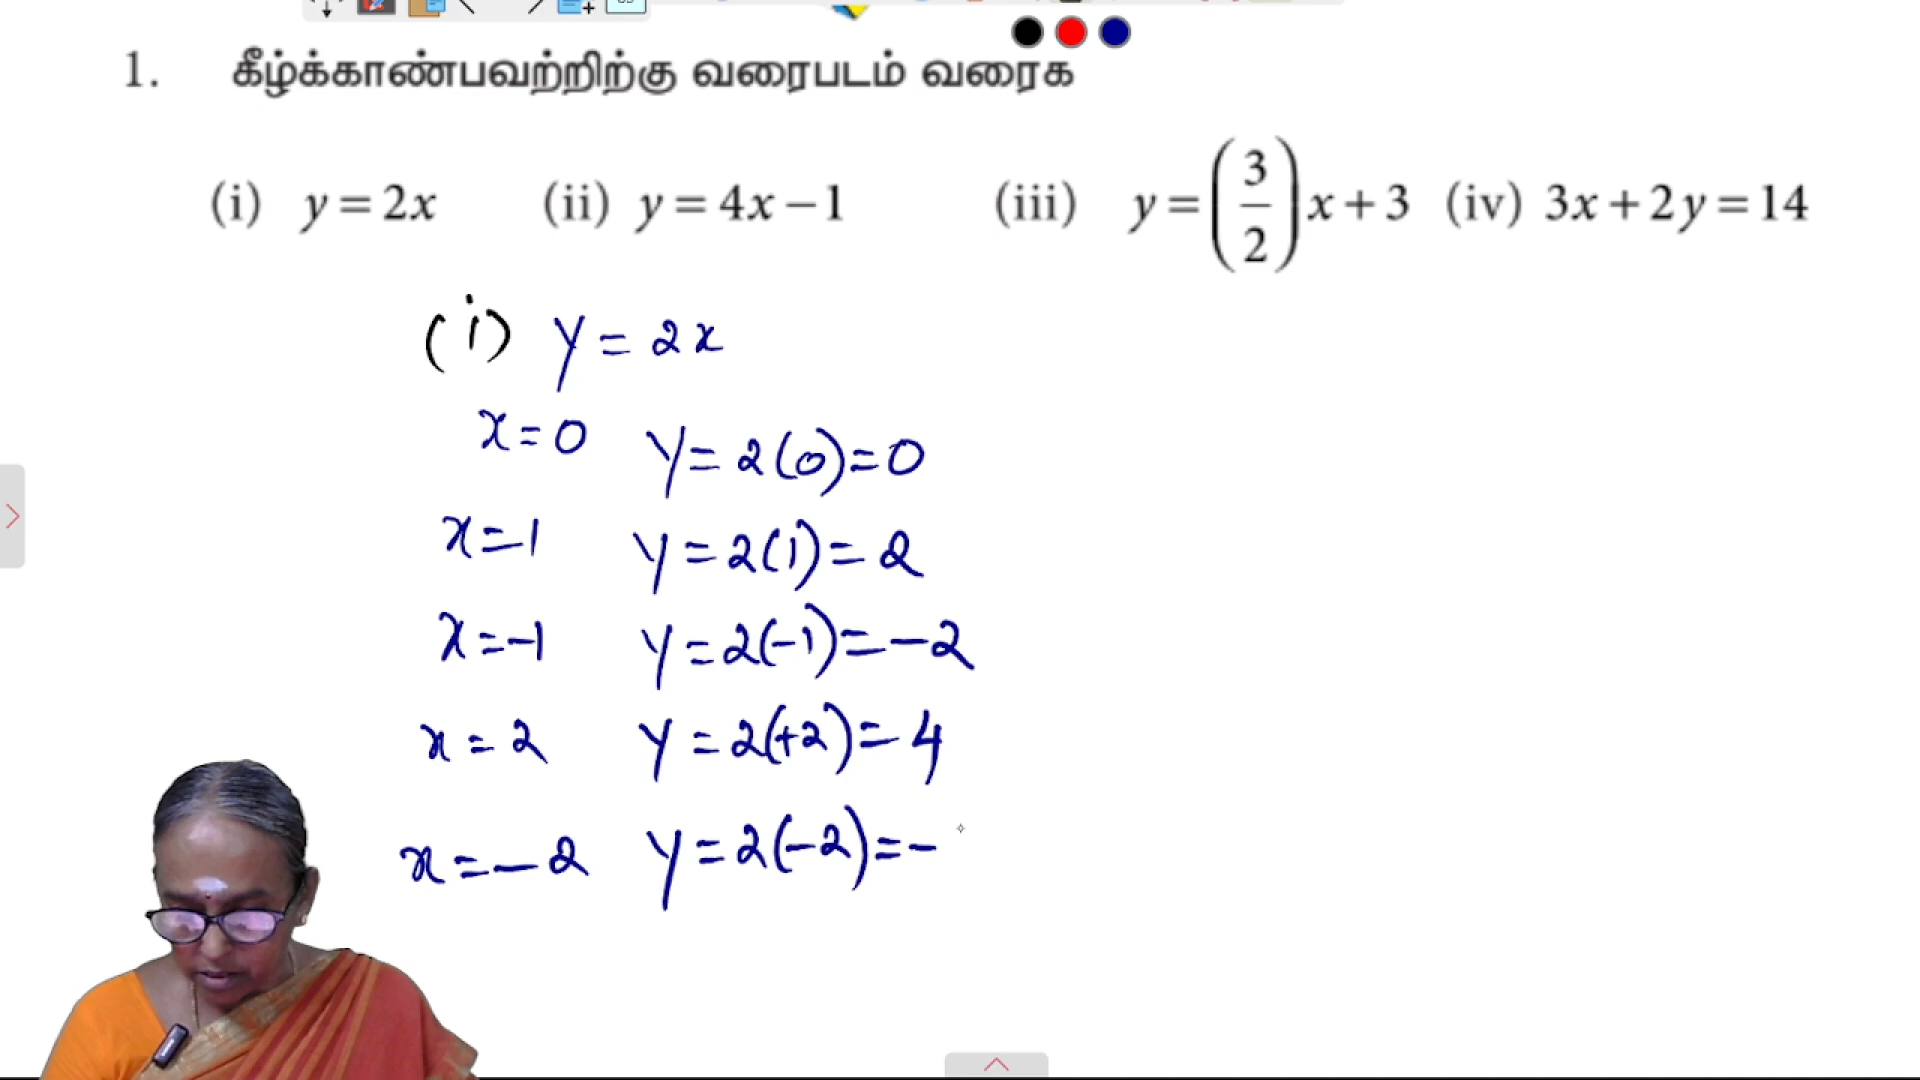 1. கீழ்க்காண்பவற்றிற்கு வரைபடம் வரைக
(i) y = 2x (ii) y = 4x − 1 (iii) y = (3/2) x + 3 (iv) 3x + 2y = 14
(i) y = 2x
x = 0 y = 2(0) = 0
x = 1 y = 2(1) = 2
x = −1 y = 2(−1) = −2
x = 2 y = 2(+2) = 4
x = −2 y = 2(−2) = −